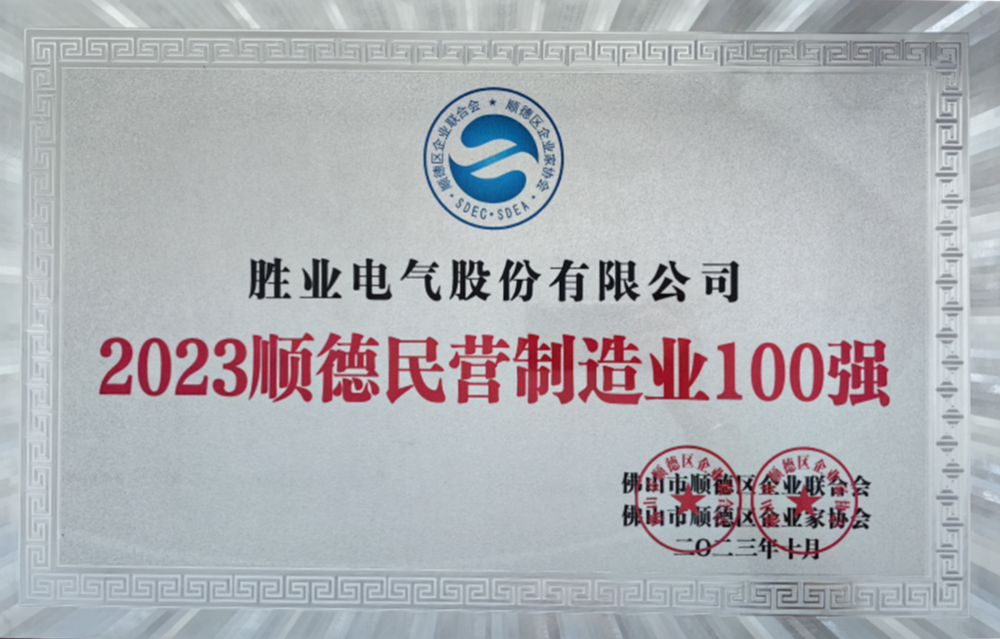 顺德区企业联合会 ★ 顺德区企业家协会
·SDEC·SDEA·
胜业电气股份有限公司
2023顺德民营制造业100强
佛山市顺德区企业联合会
佛山市顺德区企业家协会
二〇二三年十月